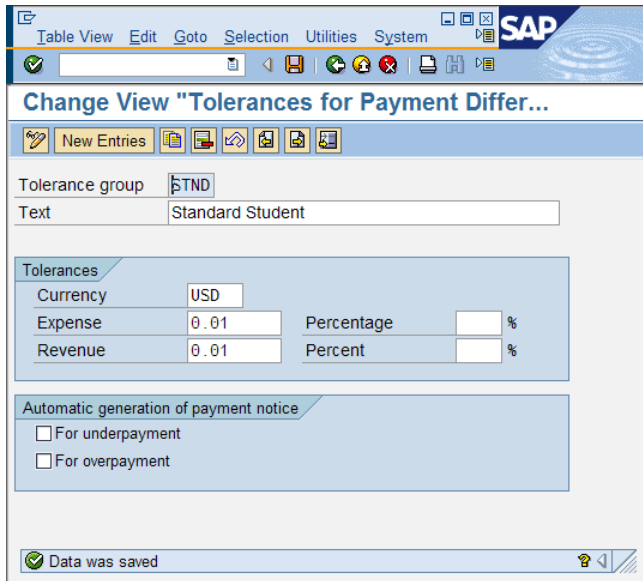 Table View Edit Goto Selection Utilities System
SAP
Change View "Tolerances for Payment Differ...
New Entries
Tolerance group STND
Text Standard Student
Tolerances
Currency USD
Expense 0.01 Percentage %
Revenue 0.01 Percent %
Automatic generation of payment notice
For underpayment
For overpayment
Data was saved